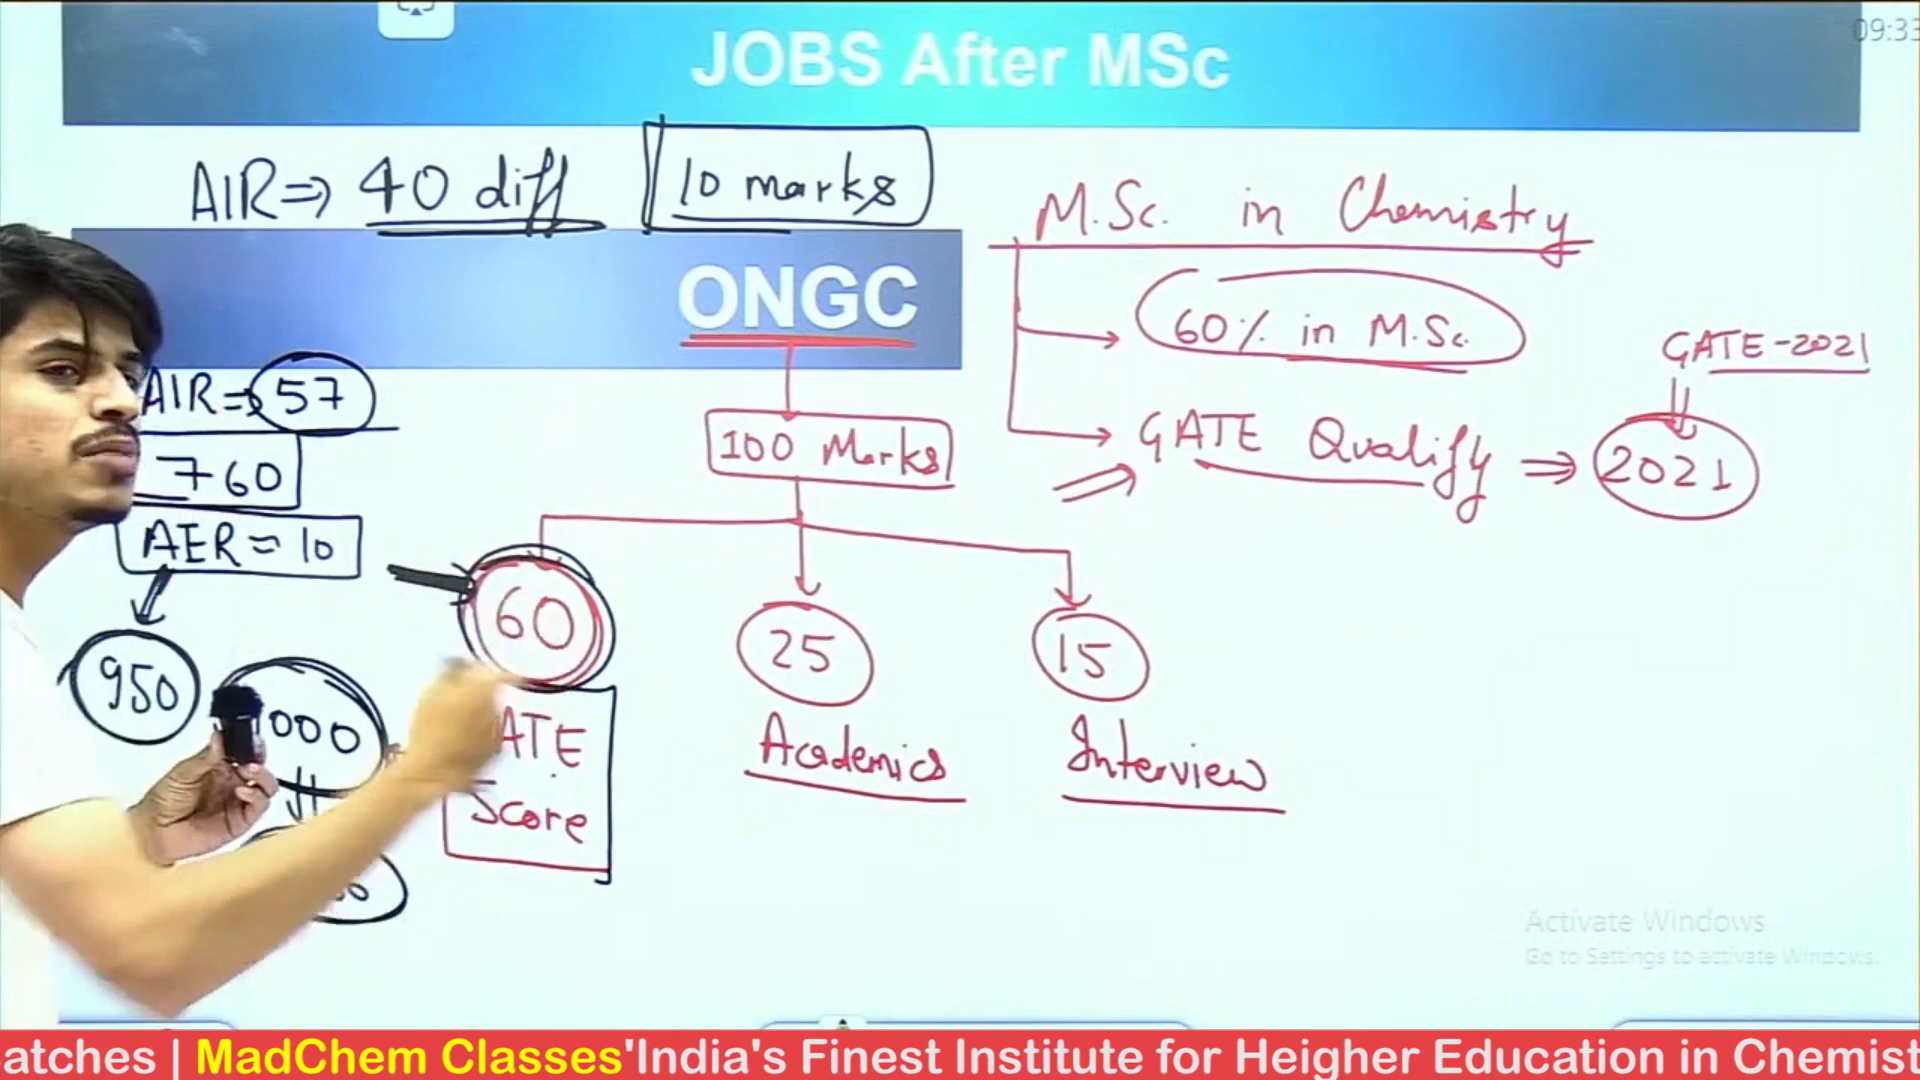 09:33
JOBS After MSc
AIR ⇒ 40 diff 10 marks
M.Sc. in Chemistry
ONGC
60% in M.Sc.
GATE-2021
AIR ⇒ 57
100 Marks
GATE Qualify ⇒ 2021
760
AER = 10
60
25
15
950
000
ATE
Score
Academics
Interview
Activate Windows
Go to Settings to activate Windows.
atches | MadChem Classes'India's Finest Institute for Heigher Education in Chemist